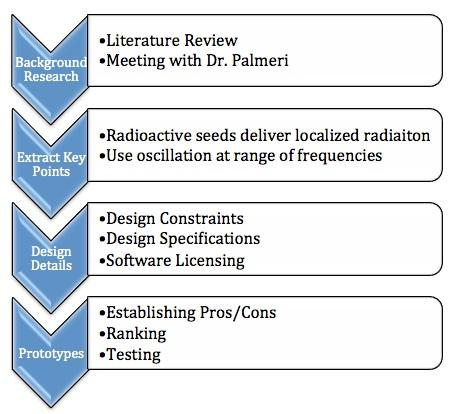 Background
Research
•Literature Review
•Meeting with Dr. Palmeri
Extract Key
Points
•Radioactive seeds deliver localized radiaiton
•Use oscillation at range of frequencies
Design
Details
•Design Constraints
•Design Specifications
•Software Licensing
Prototypes
•Establishing Pros/Cons
•Ranking
•Testing